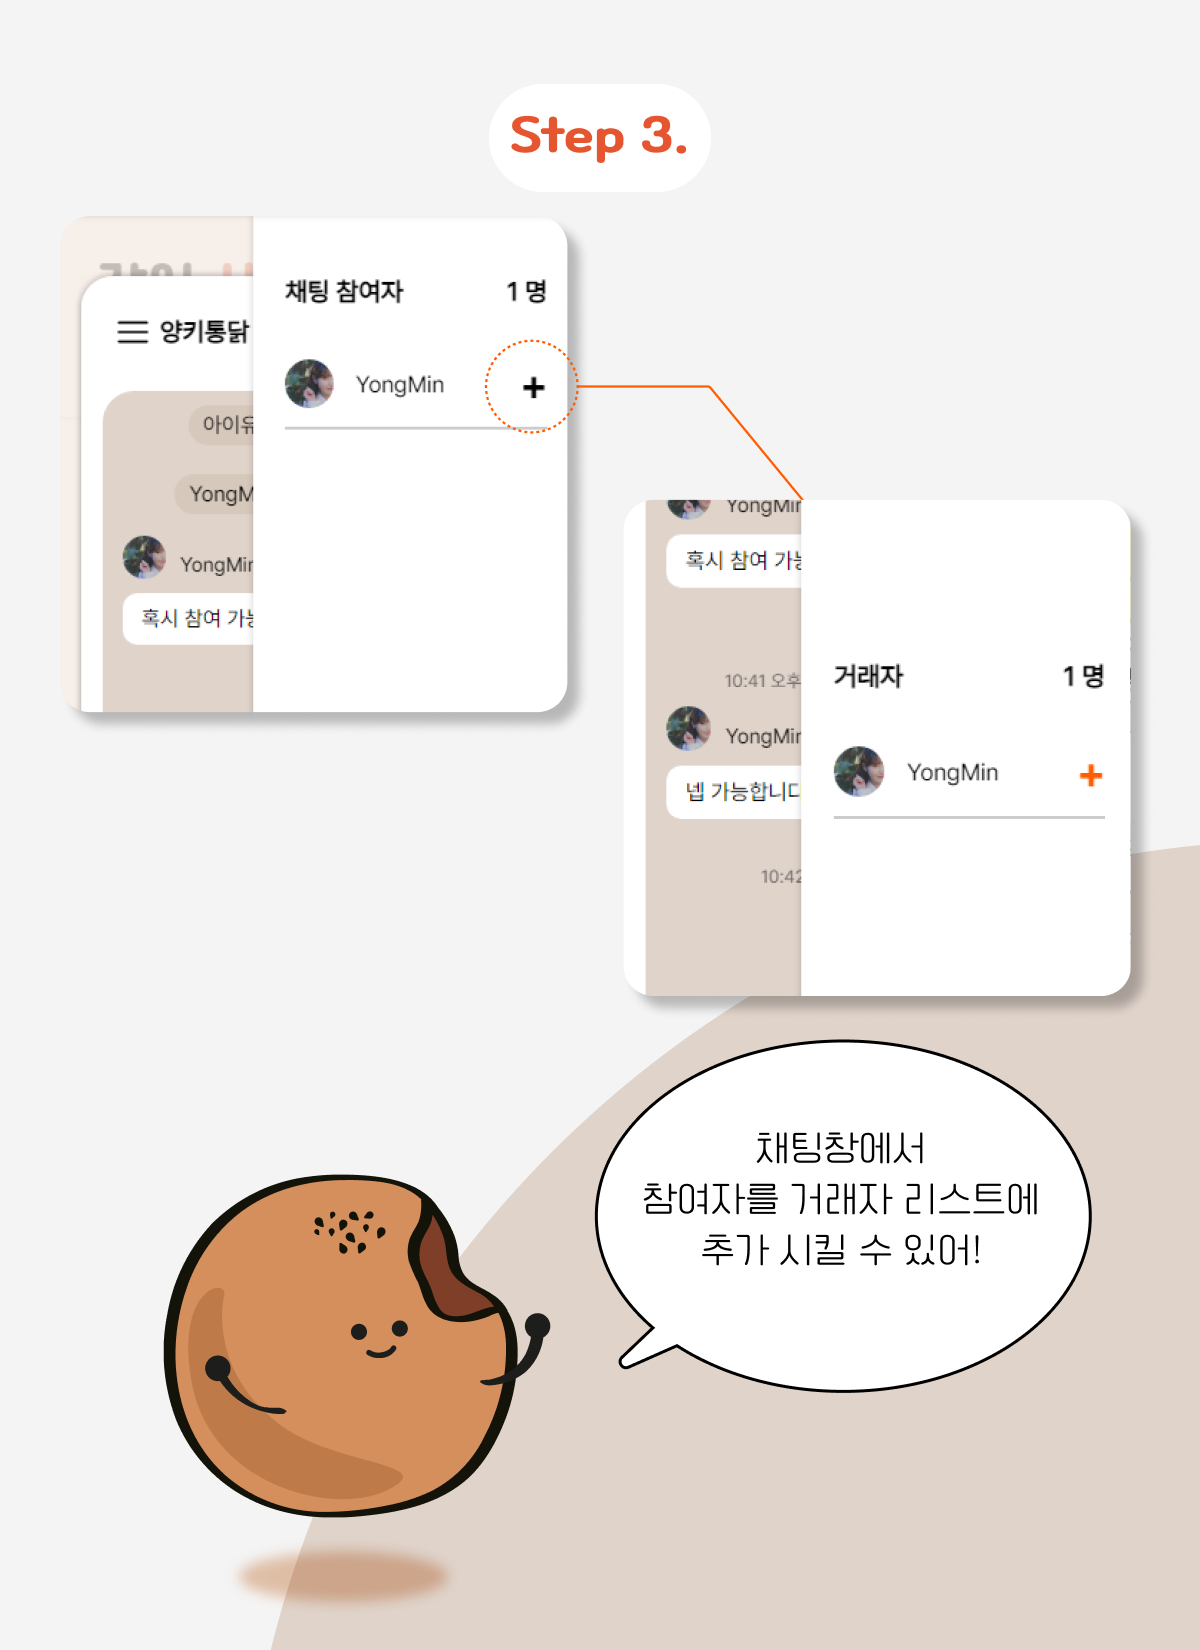 Step 3.
채팅 참여자 1 명
양키통닭
YongMin
아이유
YongM
YongMin
혹시 참여 가능
YongMin
혹시 참여 가능
거래자 1 명
10:41 오후
YongMin
YongMin
넵 가능합니다
10:42
채팅창에서
참여자를 거래자 리스트에
추가 시킬 수 있어!